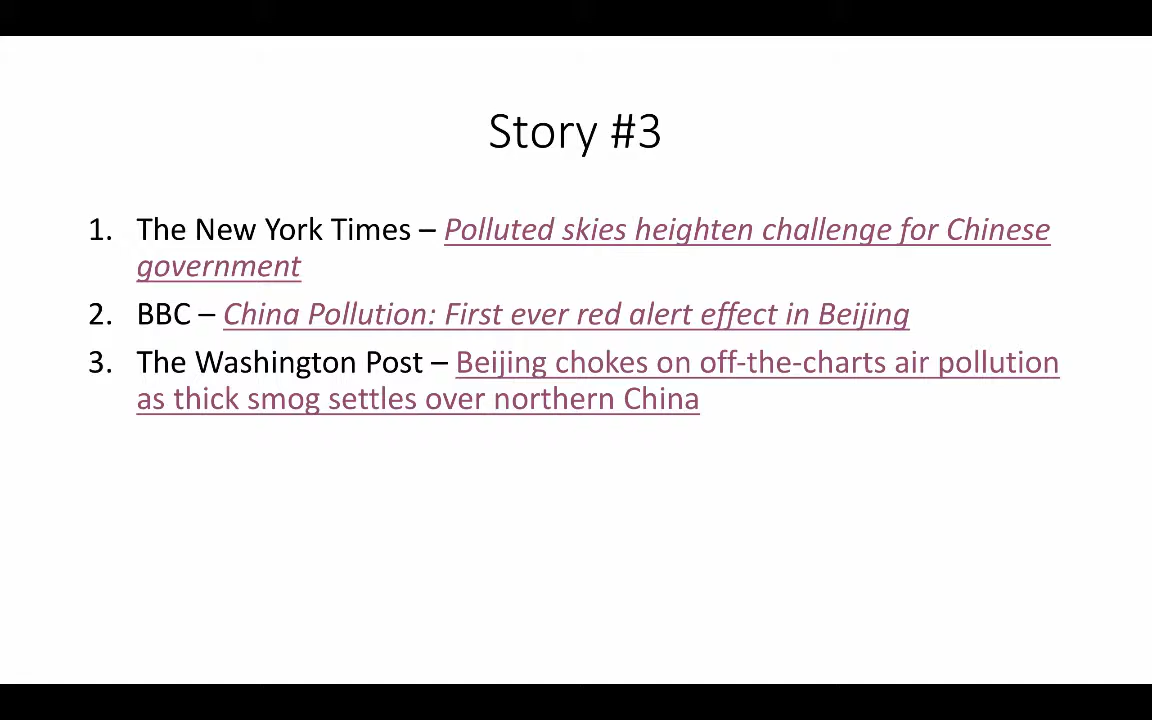 Story #3
1. The New York Times – Polluted skies heighten challenge for Chinese
government
2. BBC – China Pollution: First ever red alert effect in Beijing
3. The Washington Post – Beijing chokes on off-the-charts air pollution
as thick smog settles over northern China